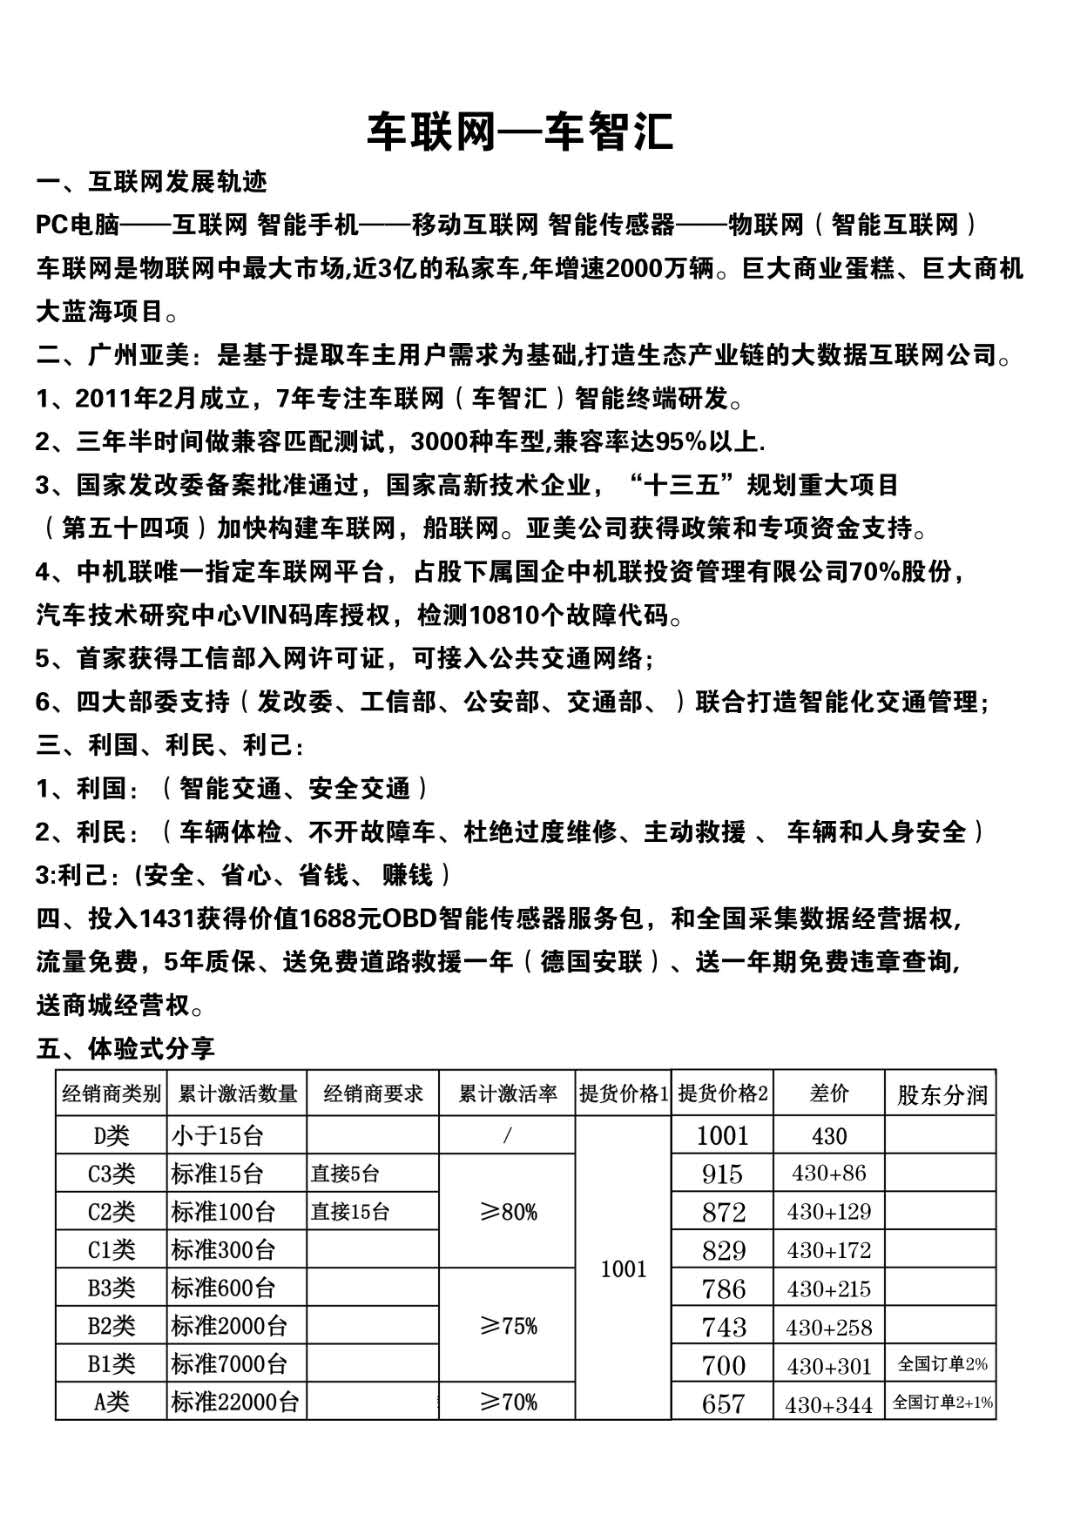 车联网—车智汇
一、互联网发展轨迹
PC电脑——互联网 智能手机——移动互联网 智能传感器——物联网（智能互联网）
车联网是物联网中最大市场,近3亿的私家车,年增速2000万辆。巨大商业蛋糕、巨大商机
大蓝海项目。
二、广州亚美：是基于提取车主用户需求为基础,打造生态产业链的大数据互联网公司。
1、2011年2月成立，7年专注车联网（车智汇）智能终端研发。
2、三年半时间做兼容匹配测试，3000种车型,兼容率达95%以上.
3、国家发改委备案批准通过，国家高新技术企业，“十三五”规划重大项目
（第五十四项）加快构建车联网，船联网。亚美公司获得政策和专项资金支持。
4、中机联唯一指定车联网平台，占股下属国企中机联投资管理有限公司70%股份，
汽车技术研究中心VIN码库授权，检测10810个故障代码。
5、首家获得工信部入网许可证，可接入公共交通网络；
6、四大部委支持（发改委、工信部、公安部、交通部、）联合打造智能化交通管理；
三、利国、利民、利己：
1、利国：（智能交通、安全交通）
2、利民：（车辆体检、不开故障车、杜绝过度维修、主动救援 、 车辆和人身安全）
3:利己：(安全、省心、省钱、 赚钱）
四、投入1431获得价值1688元OBD智能传感器服务包，和全国采集数据经营据权,
流量免费，5年质保、送免费道路救援一年（德国安联）、送一年期免费违章查询,
送商城经营权。
五、体验式分享
经销商类别 累计激活数量 经销商要求 累计激活率 提货价格1 提货价格2 差价 股东分润
D类 小于15台 / 1001 430
C3类 标准15台 直接5台 915 430+86
C2类 标准100台 直接15台 ≥80% 872 430+129
C1类 标准300台 1001 829 430+172
B3类 标准600台 786 430+215
B2类 标准2000台 ≥75% 743 430+258
B1类 标准7000台 700 430+301 全国订单2%
A类 标准22000台 ≥70% 657 430+344 全国订单2+1%